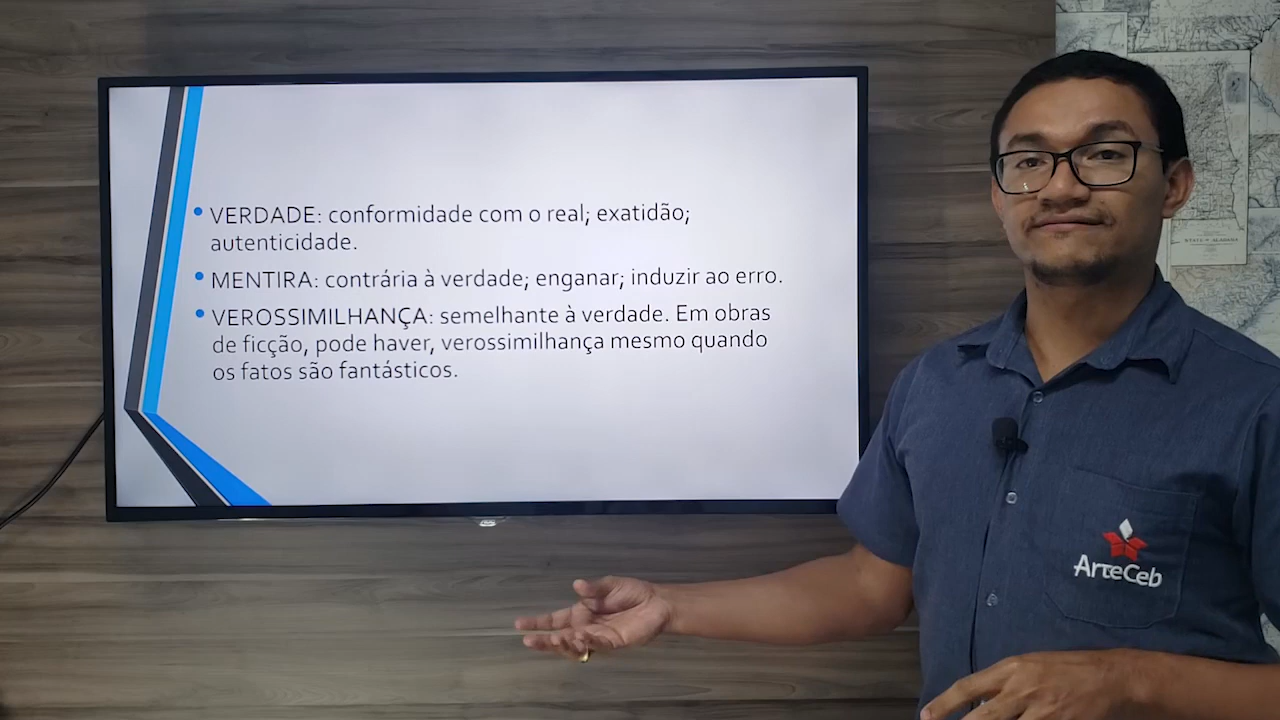 • VERDADE: conformidade com o real; exatidão;
autenticidade.
• MENTIRA: contrária à verdade; enganar; induzir ao erro.
• VEROSSIMILHANÇA: semelhante à verdade. Em obras
de ficção, pode haver, verossimilhança mesmo quando
os fatos são fantásticos.
ArteCeb